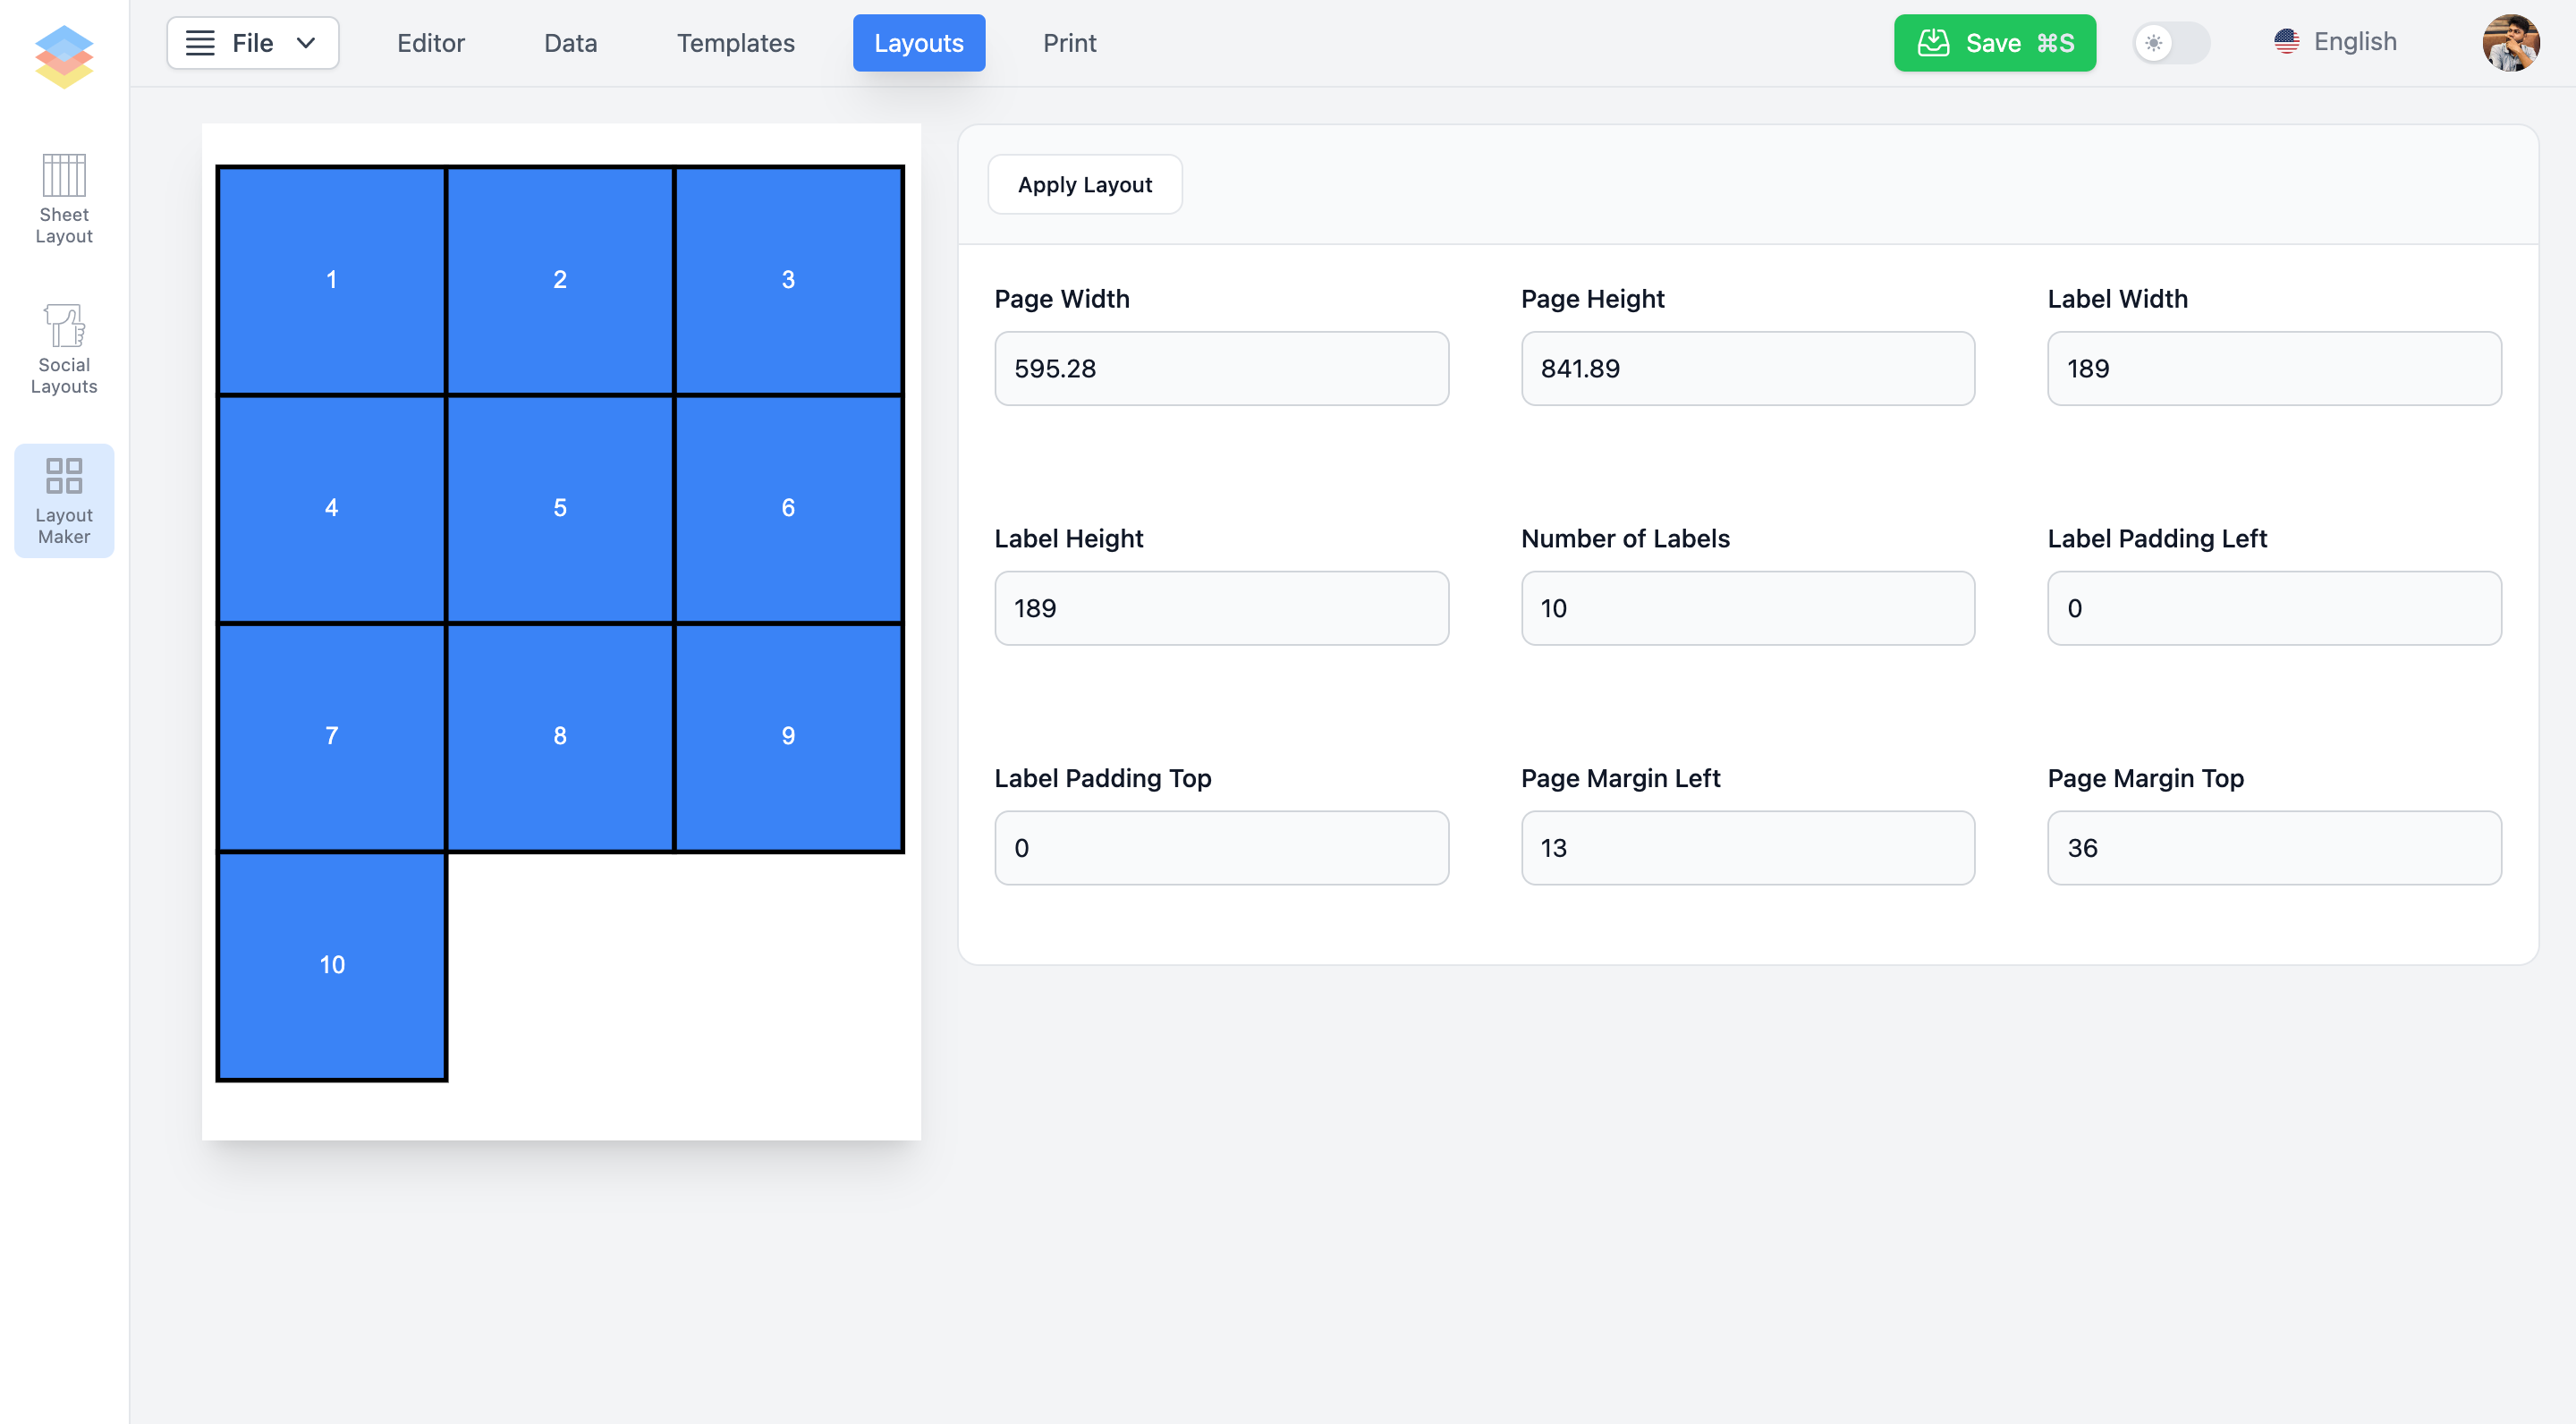 File
Editor
Data
Templates
Layouts
Print
Save ⌘S
English
Sheet
Layout
Social
Layouts
Layout
Maker
1
2
3
4
5
6
7
8
9
10
Apply Layout
Page Width
Page Height
Label Width
595.28
841.89
189
Label Height
Number of Labels
Label Padding Left
189
10
0
Label Padding Top
Page Margin Left
Page Margin Top
0
13
36